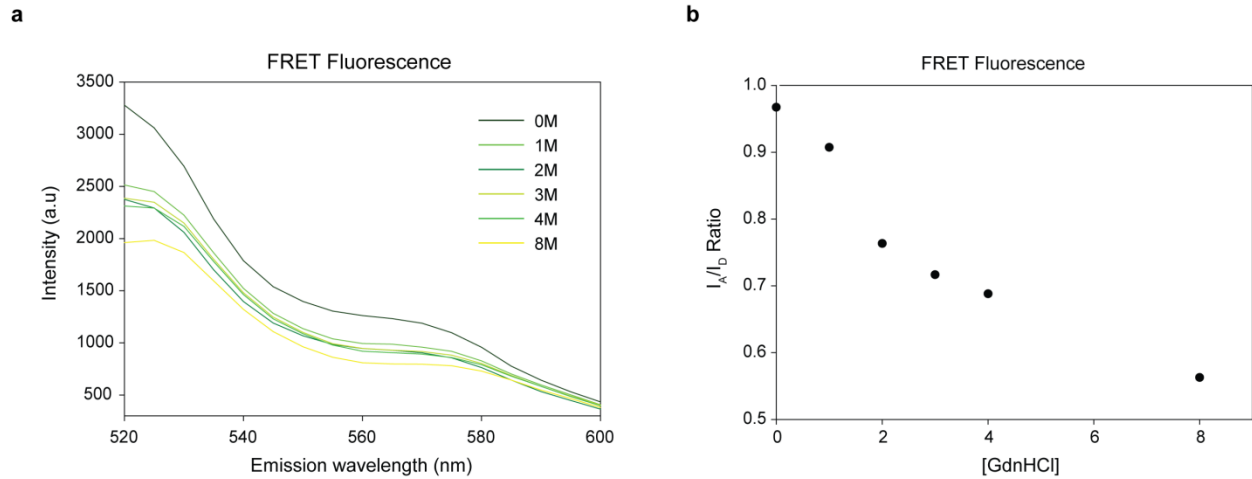 a
FRET Fluorescence
3500
3000
2500
2000
1500
1000
500
Intensity (a.u)
0M
1M
2M
3M
4M
8M
520
540
560
580
600
Emission wavelength (nm)
b
FRET Fluorescence
1.0
0.9
0.8
0.7
0.6
0.5
I_A/I_D Ratio
0
2
4
6
8
[GdnHCl]